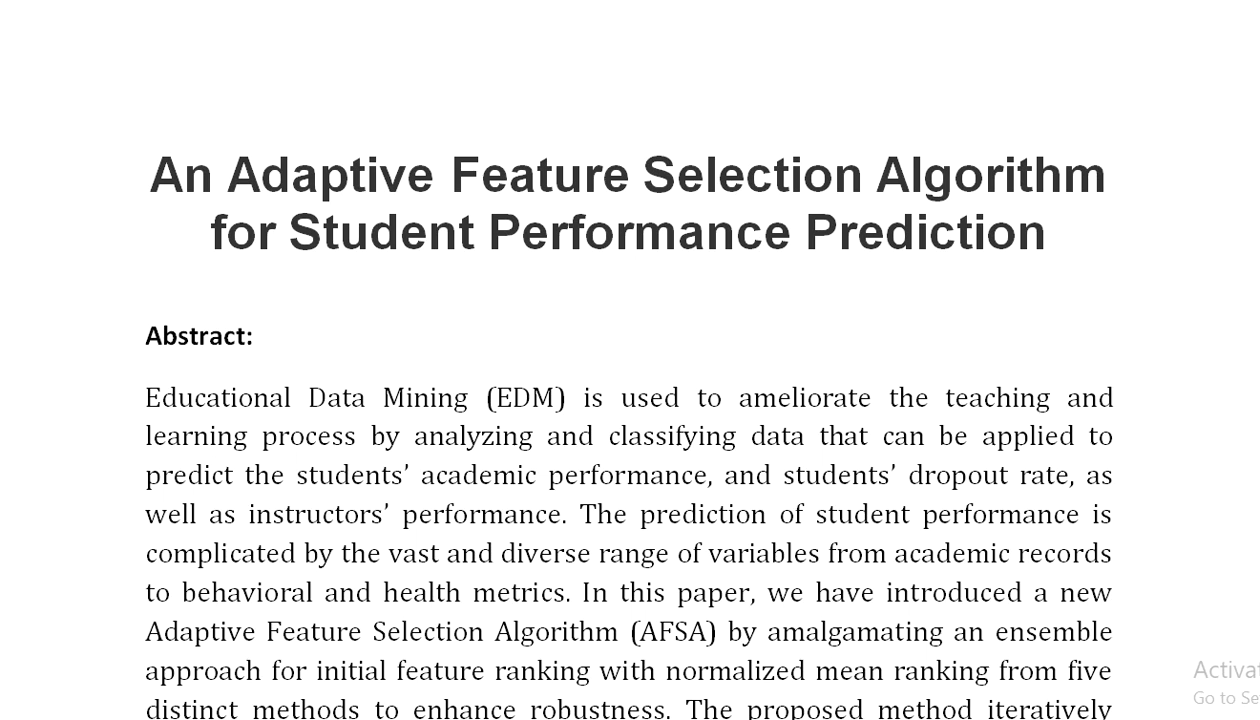 An Adaptive Feature Selection Algorithm
for Student Performance Prediction
Abstract:
Educational Data Mining (EDM) is used to ameliorate the teaching and
learning process by analyzing and classifying data that can be applied to
predict the students’ academic performance, and students’ dropout rate, as
well as instructors’ performance. The prediction of student performance is
complicated by the vast and diverse range of variables from academic records
to behavioral and health metrics. In this paper, we have introduced a new
Adaptive Feature Selection Algorithm (AFSA) by amalgamating an ensemble
approach for initial feature ranking with normalized mean ranking from five
distinct methods to enhance robustness. The proposed method iteratively
Go to